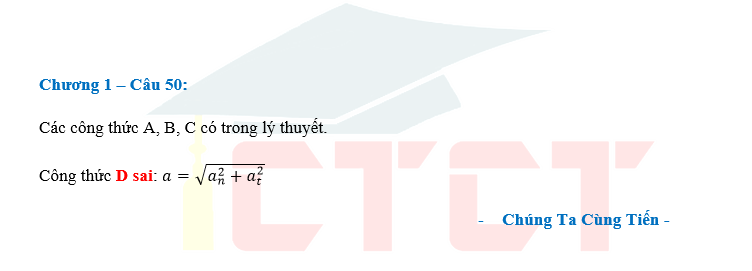 Chương 1 – Câu 50:
Các công thức A, B, C có trong lý thuyết.
Công thức D sai: $a = \sqrt{a_n^2 + a_t^2}$
- Chúng Ta Cùng Tiến -
CTCT